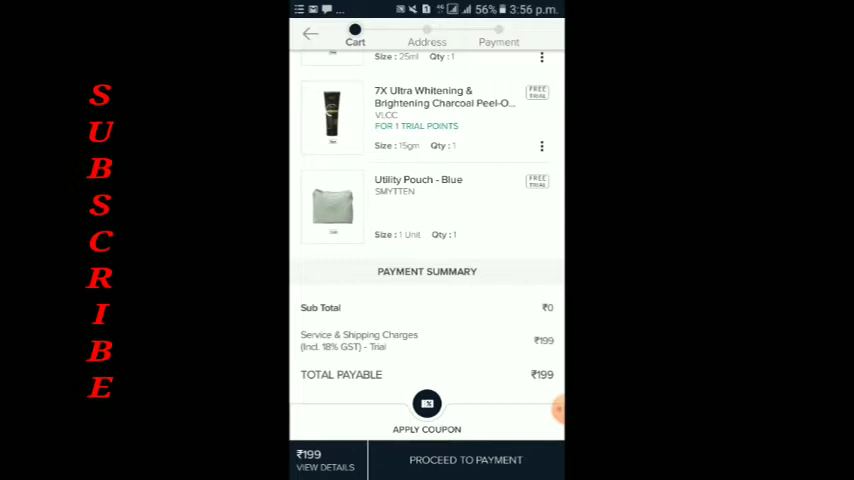 SUBSCRIBE
... 4G 1 56% 3:56 p.m.
Cart Address Payment
Size : 25ml Qty : 1
7X Ultra Whitening &
Brightening Charcoal Peel-O...
VLCC
FOR 1 TRIAL POINTS
Size : 15gm Qty : 1
FREE
TRIAL
Utility Pouch - Blue
SMYTTEN
Size : 1 Unit Qty : 1
FREE
TRIAL
PAYMENT SUMMARY
Sub Total ₹0
Service & Shipping Charges
(Incl. 18% GST) - Trial ₹199
TOTAL PAYABLE ₹199
APPLY COUPON
₹199
VIEW DETAILS
PROCEED TO PAYMENT